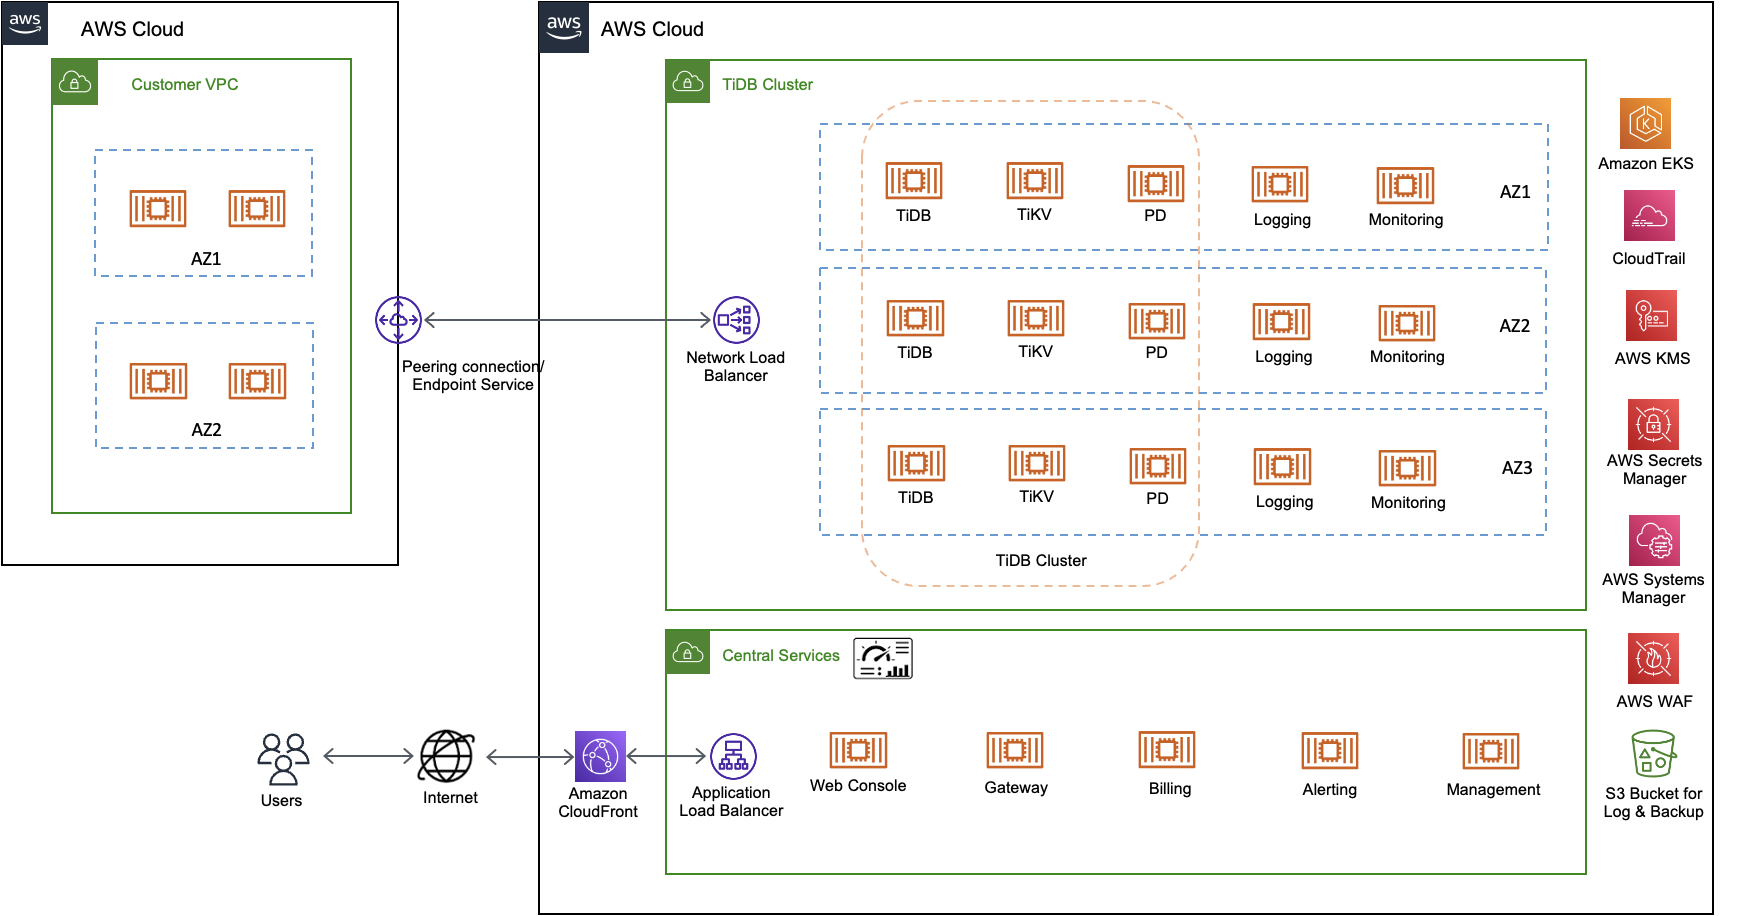 aws
AWS Cloud
Customer VPC
AZ1
AZ2
Peering connection/
Endpoint Service
aws
AWS Cloud
TiDB Cluster
TiDB
TiKV
PD
Logging
Monitoring
AZ1
TiDB
TiKV
PD
Logging
Monitoring
AZ2
TiDB
TiKV
PD
Logging
Monitoring
AZ3
TiDB Cluster
Network Load
Balancer
Central Services
Users
Internet
Amazon
CloudFront
Application
Load Balancer
Web Console
Gateway
Billing
Alerting
Management
K
Amazon EKS
CloudTrail
AWS KMS
AWS Secrets
Manager
AWS Systems
Manager
AWS WAF
S3 Bucket for
Log & Backup